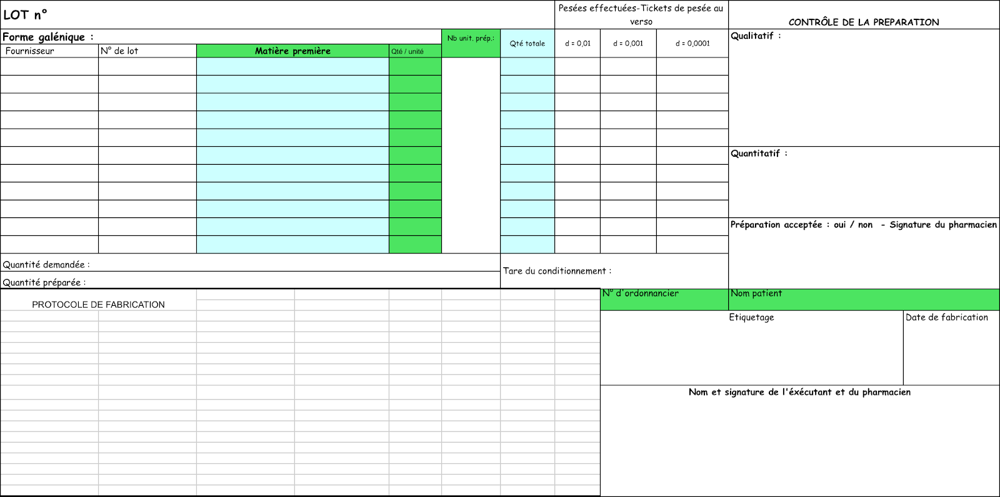 LOT n°
Pesées effectuées-Tickets de pesée au
verso
CONTRÔLE DE LA PREPARATION
Forme galénique :
Nb unit. prép.:
Qté totale
d = 0,01
d = 0,001
d = 0,0001
Qualitatif :
Fournisseur
N° de lot
Matière première
Qté / unité
Quantitatif :
Préparation acceptée : oui / non  - Signature du pharmacien
Quantité demandée :
Tare du conditionnement :
Quantité préparée :
N° d'ordonnancier
Nom patient
PROTOCOLE DE FABRICATION
Etiquetage
Date de fabrication
Nom et signature de l'éxécutant et du pharmacien